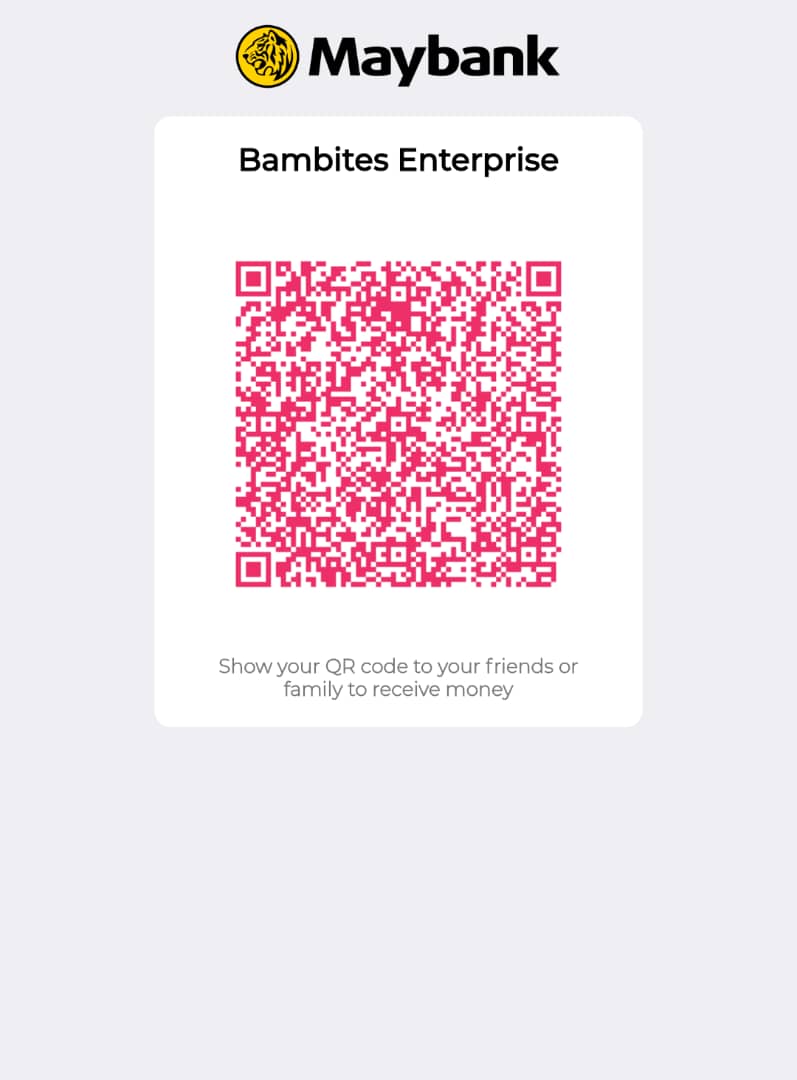 Maybank
Bambites Enterprise
Show your QR code to your friends or
family to receive money